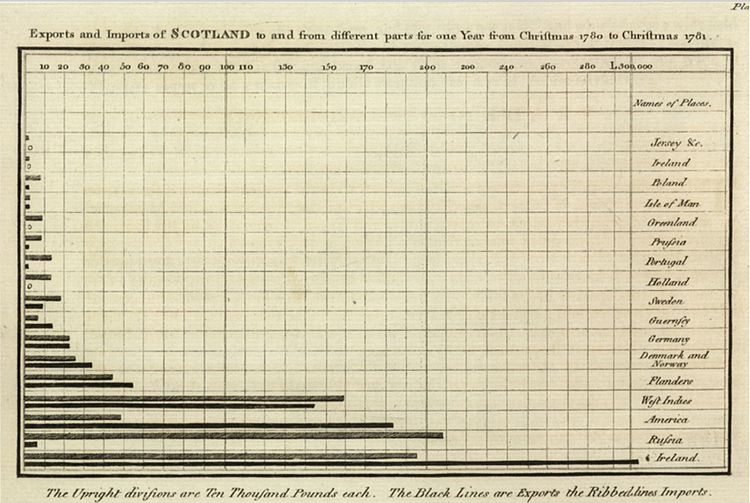 Pla
Exports and Imports of SCOTLAND to and from different parts for one Year from Chriſtmas 1780 to Chriſtmas 1781.
10 20 30 40 50 60 70 80 90 100 110 130 150 170 200 200 240 260 280 L300,000
Names of Places.
Jerſey &c.
Ireland
Poland
Iſle of Man
Greenland
Pruſsia
Portugal
Holland
Sweden
Guernſey
Germany
Denmark and
Norway
Flanders
Weſt Indies
America
Ruſsia
Ireland.
The Upright diviſions are Ten Thouſand Pounds each. The Black Lines are Exports the Ribbed lines Imports.